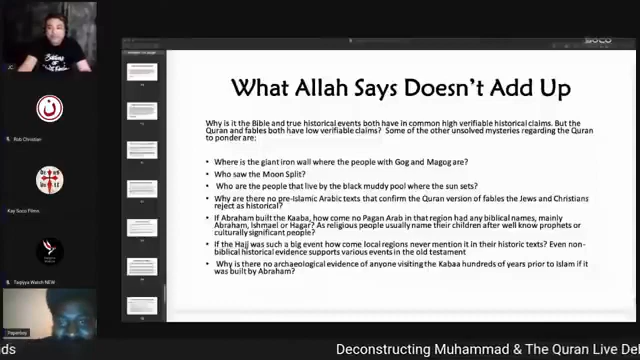 What Allah Says Doesn't Add Up
Why is it the Bible and true historical events both have in common high verifiable historical claims. But the
Quran and fables both have low verifiable claims? Some of the other unsolved mysteries regarding the Quran
to ponder are:
Where is the giant iron wall where the people with Gog and Magog are?
Who saw the Moon Split?
Who are the people that live by the black muddy pool where the sun sets?
Why are there no pre-Islamic Arabic texts that confirm the Quran version of fables the Jews and Christians
reject as historical?
If Abraham built the Kaaba, how come no Pagan Arab in that region had any biblical names, mainly
Abraham, Ishmael or Hagar? As religious people usually name their children after well know prophets or
culturally significant people?
If the Hajj was such a big event how come local regions never mention it in their historic texts? Even non-
biblical historical evidence supports various events in the old testament
Why is there no archaeological evidence of anyone visiting the Kabaa hundreds of years prior to Islam if it
was built by Abraham?
JC
Rob Christian
Kay Succi Films
Taqiyya Watch NEW
ds
Deconstructing Muhammad & The Quran Live Del